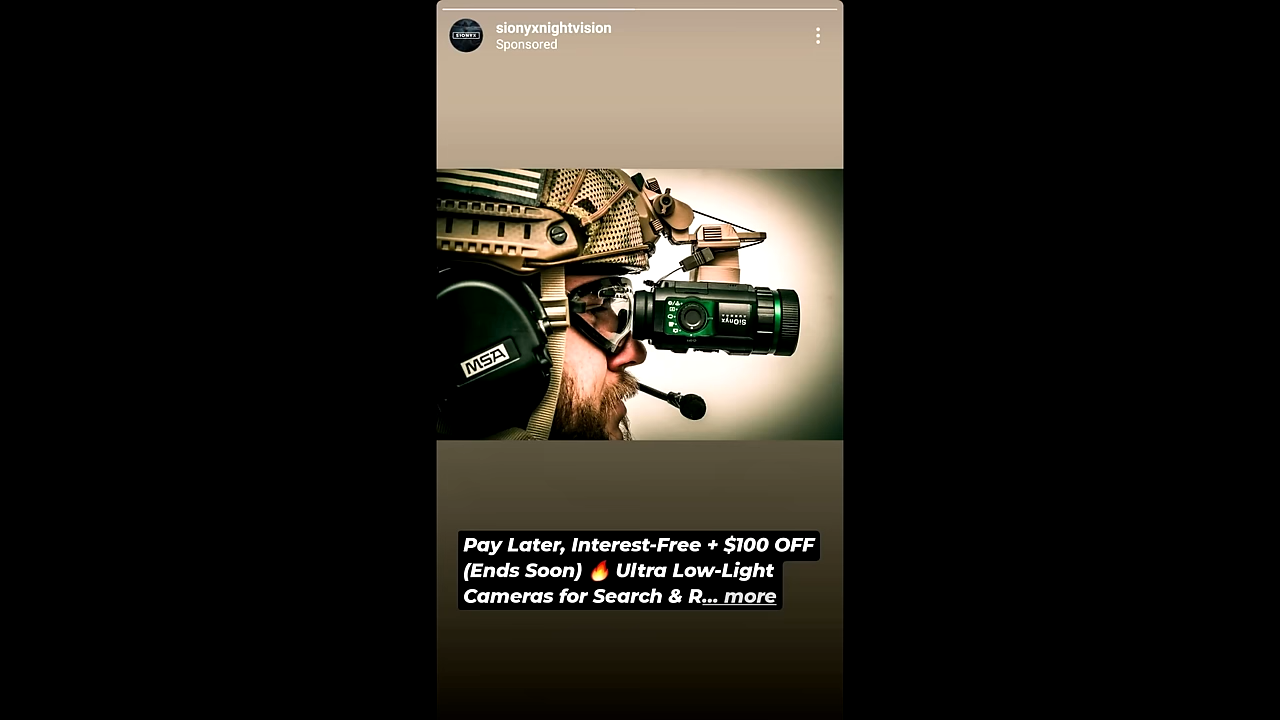 sionyxnightvision
Sponsored
SIONYX
SiOnyx
MSA
Pay Later, Interest-Free + $100 OFF
(Ends Soon) 🔥 Ultra Low-Light
Cameras for Search & R... more